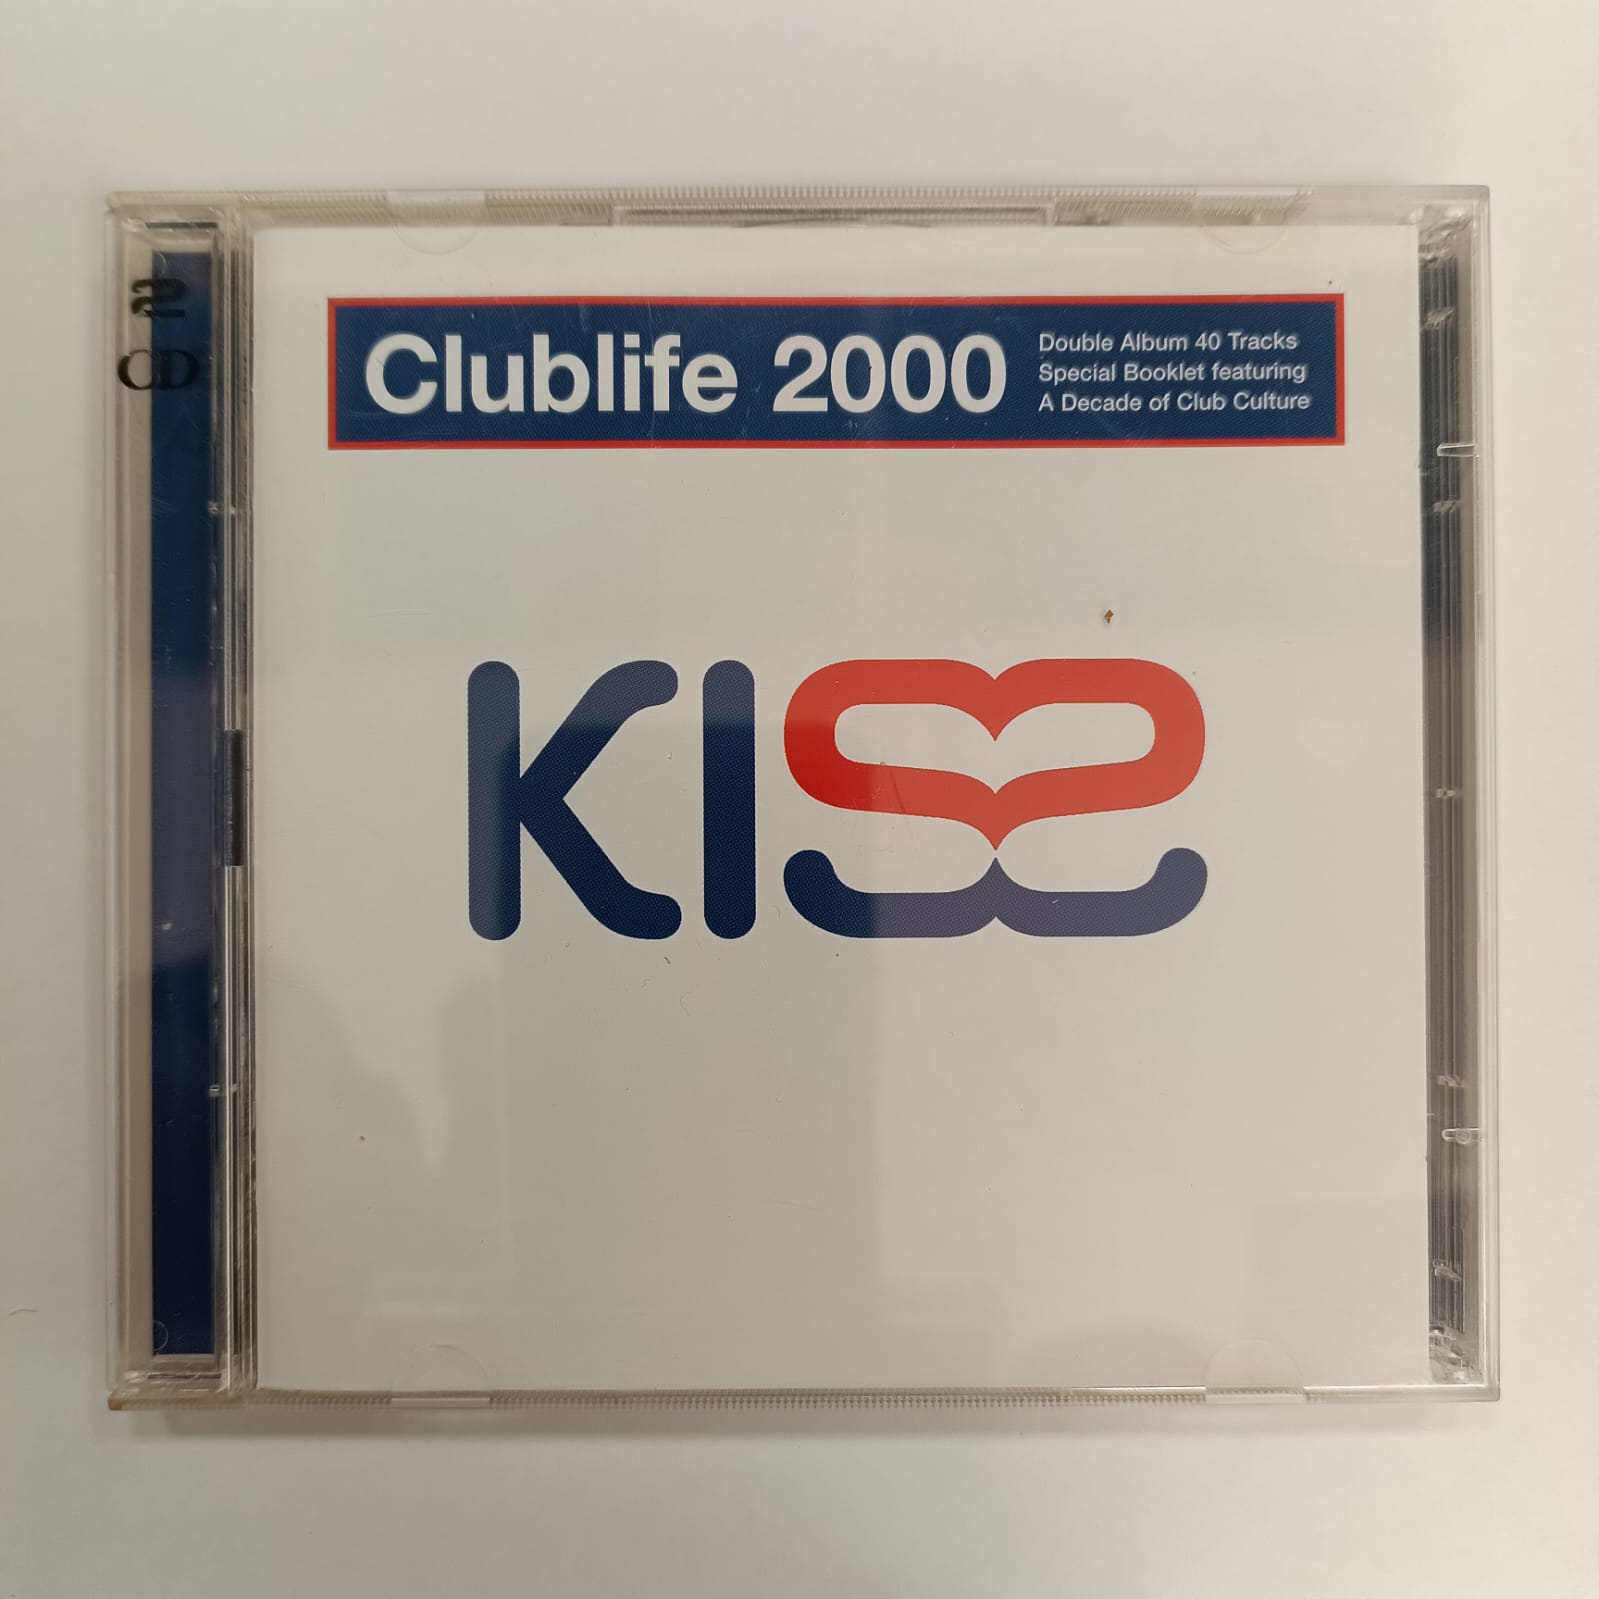 2
CD
Clublife 2000
Double Album 40 Tracks
Special Booklet featuring
A Decade of Club Culture
KISS